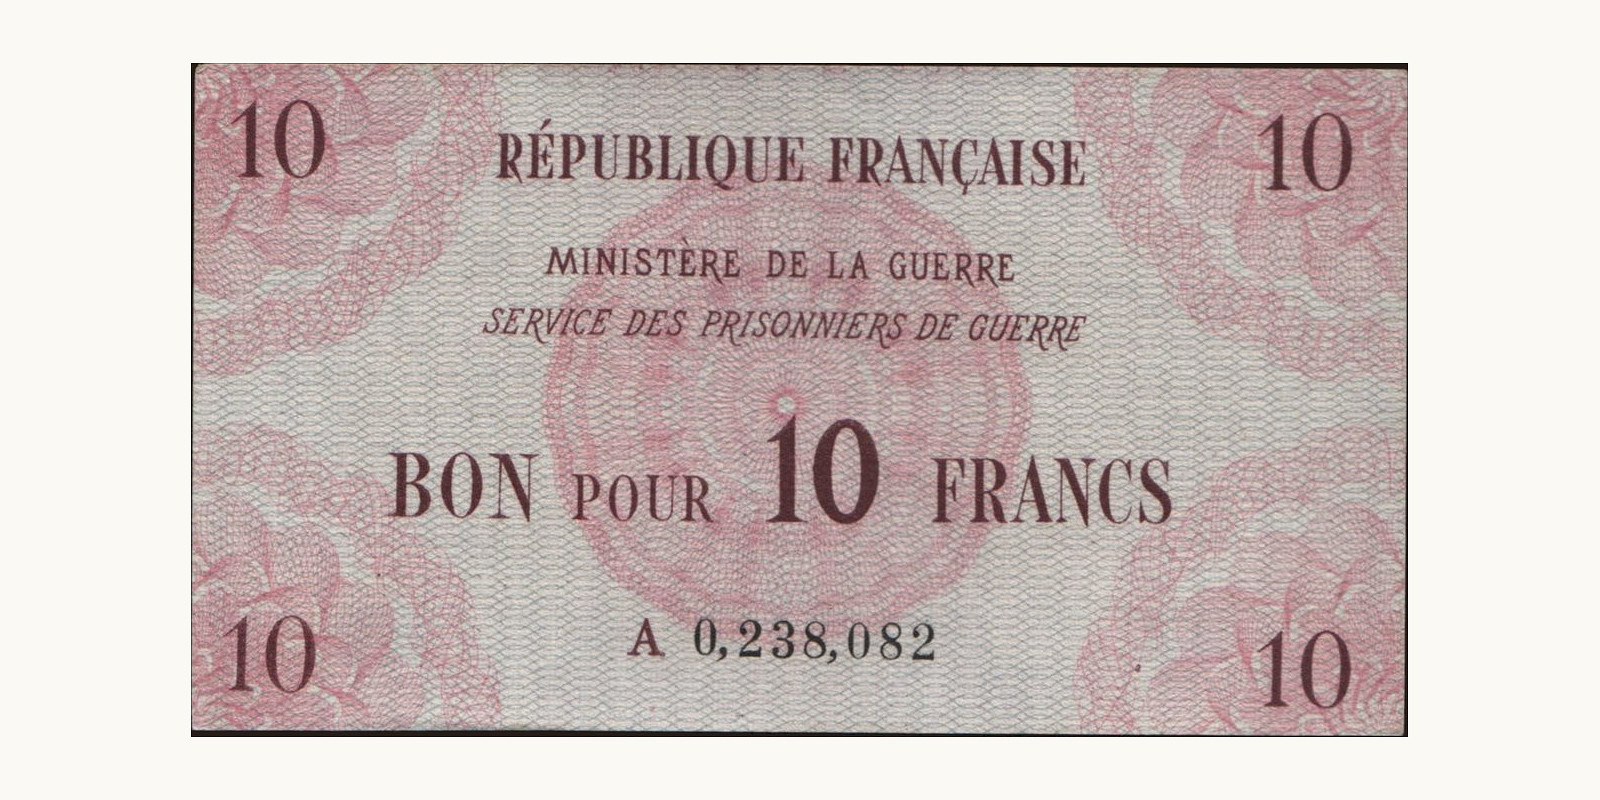 10 10
RÉPUBLIQUE FRANÇAISE
MINISTÈRE DE LA GUERRE
SERVICE DES PRISONNIERS DE GUERRE
BON POUR 10 FRANCS
A 0,238,082
10 10